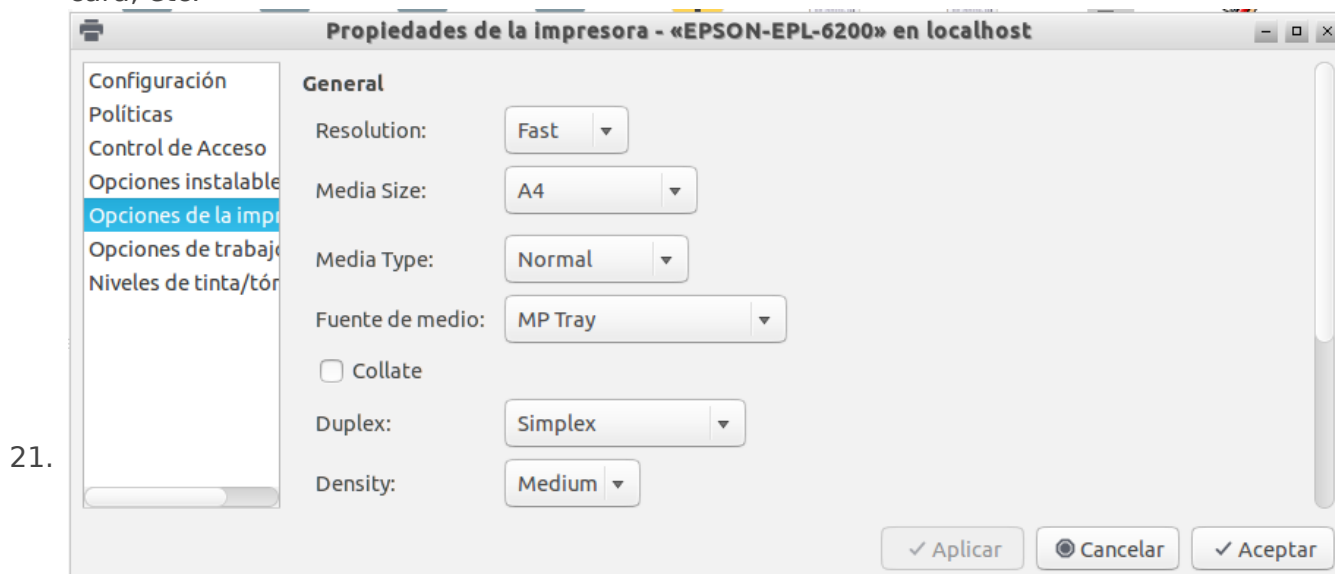 Propiedades de la impresora - «EPSON-EPL-6200» en localhost
Configuración
Políticas
Control de Acceso
Opciones instalable
Opciones de la impr
Opciones de trabajo
Niveles de tinta/tón
General
Resolution: Fast
Media Size: A4
Media Type: Normal
Fuente de medio: MP Tray
Collate
Duplex: Simplex
21.
Density: Medium
Aplicar Cancelar Aceptar